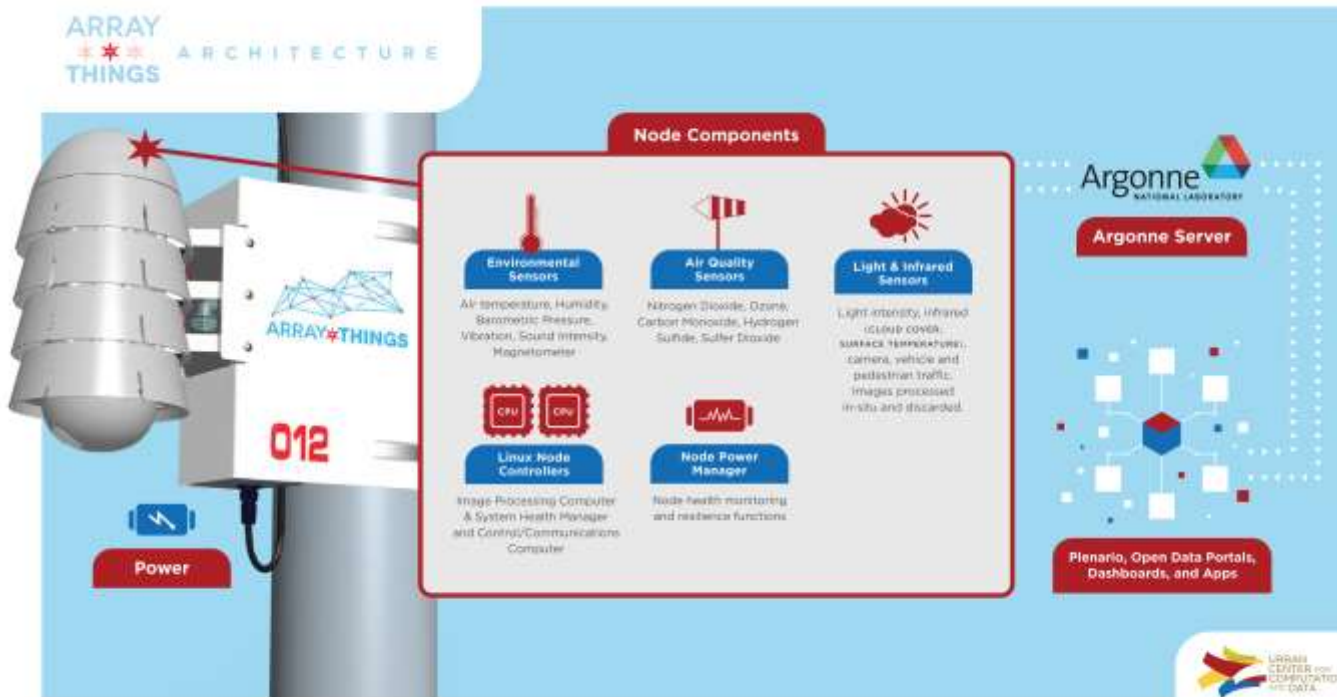 ARRAY
THINGS
ARCHITECTURE
Node Components
Environmental
Sensors
Air temperature, Humidity,
Barometric Pressure,
Vibration, Sound Intensity,
Magnetometer
Air Quality
Sensors
Nitrogen Dioxide, Ozone,
Carbon Monoxide, Hydrogen
Sulfide, Sulfer Dioxide
Light & Infrared
Sensors
Light intensity, infrared
(CLOUD COVER,
SURFACE TEMPERATURE),
camera, vehicle and
pedestrian traffic.
Images processed
in-situ and discarded.
CPU
CPU
Linux Node
Controllers
Image Processing Computer
& System Health Manager
and Control/Communications
Computer
Node Power
Manager
Node health monitoring
and resilience functions
ARRAY THINGS
012
Power
Argonne
NATIONAL LABORATORY
Argonne Server
Plenario, Open Data Portals,
Dashboards, and Apps
URBAN
CENTER FOR
COMPUTATIO
AND DATA